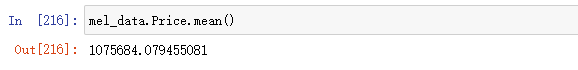 In [216]: mel_data.Price.mean()
Out[216]: 1075684.079455081